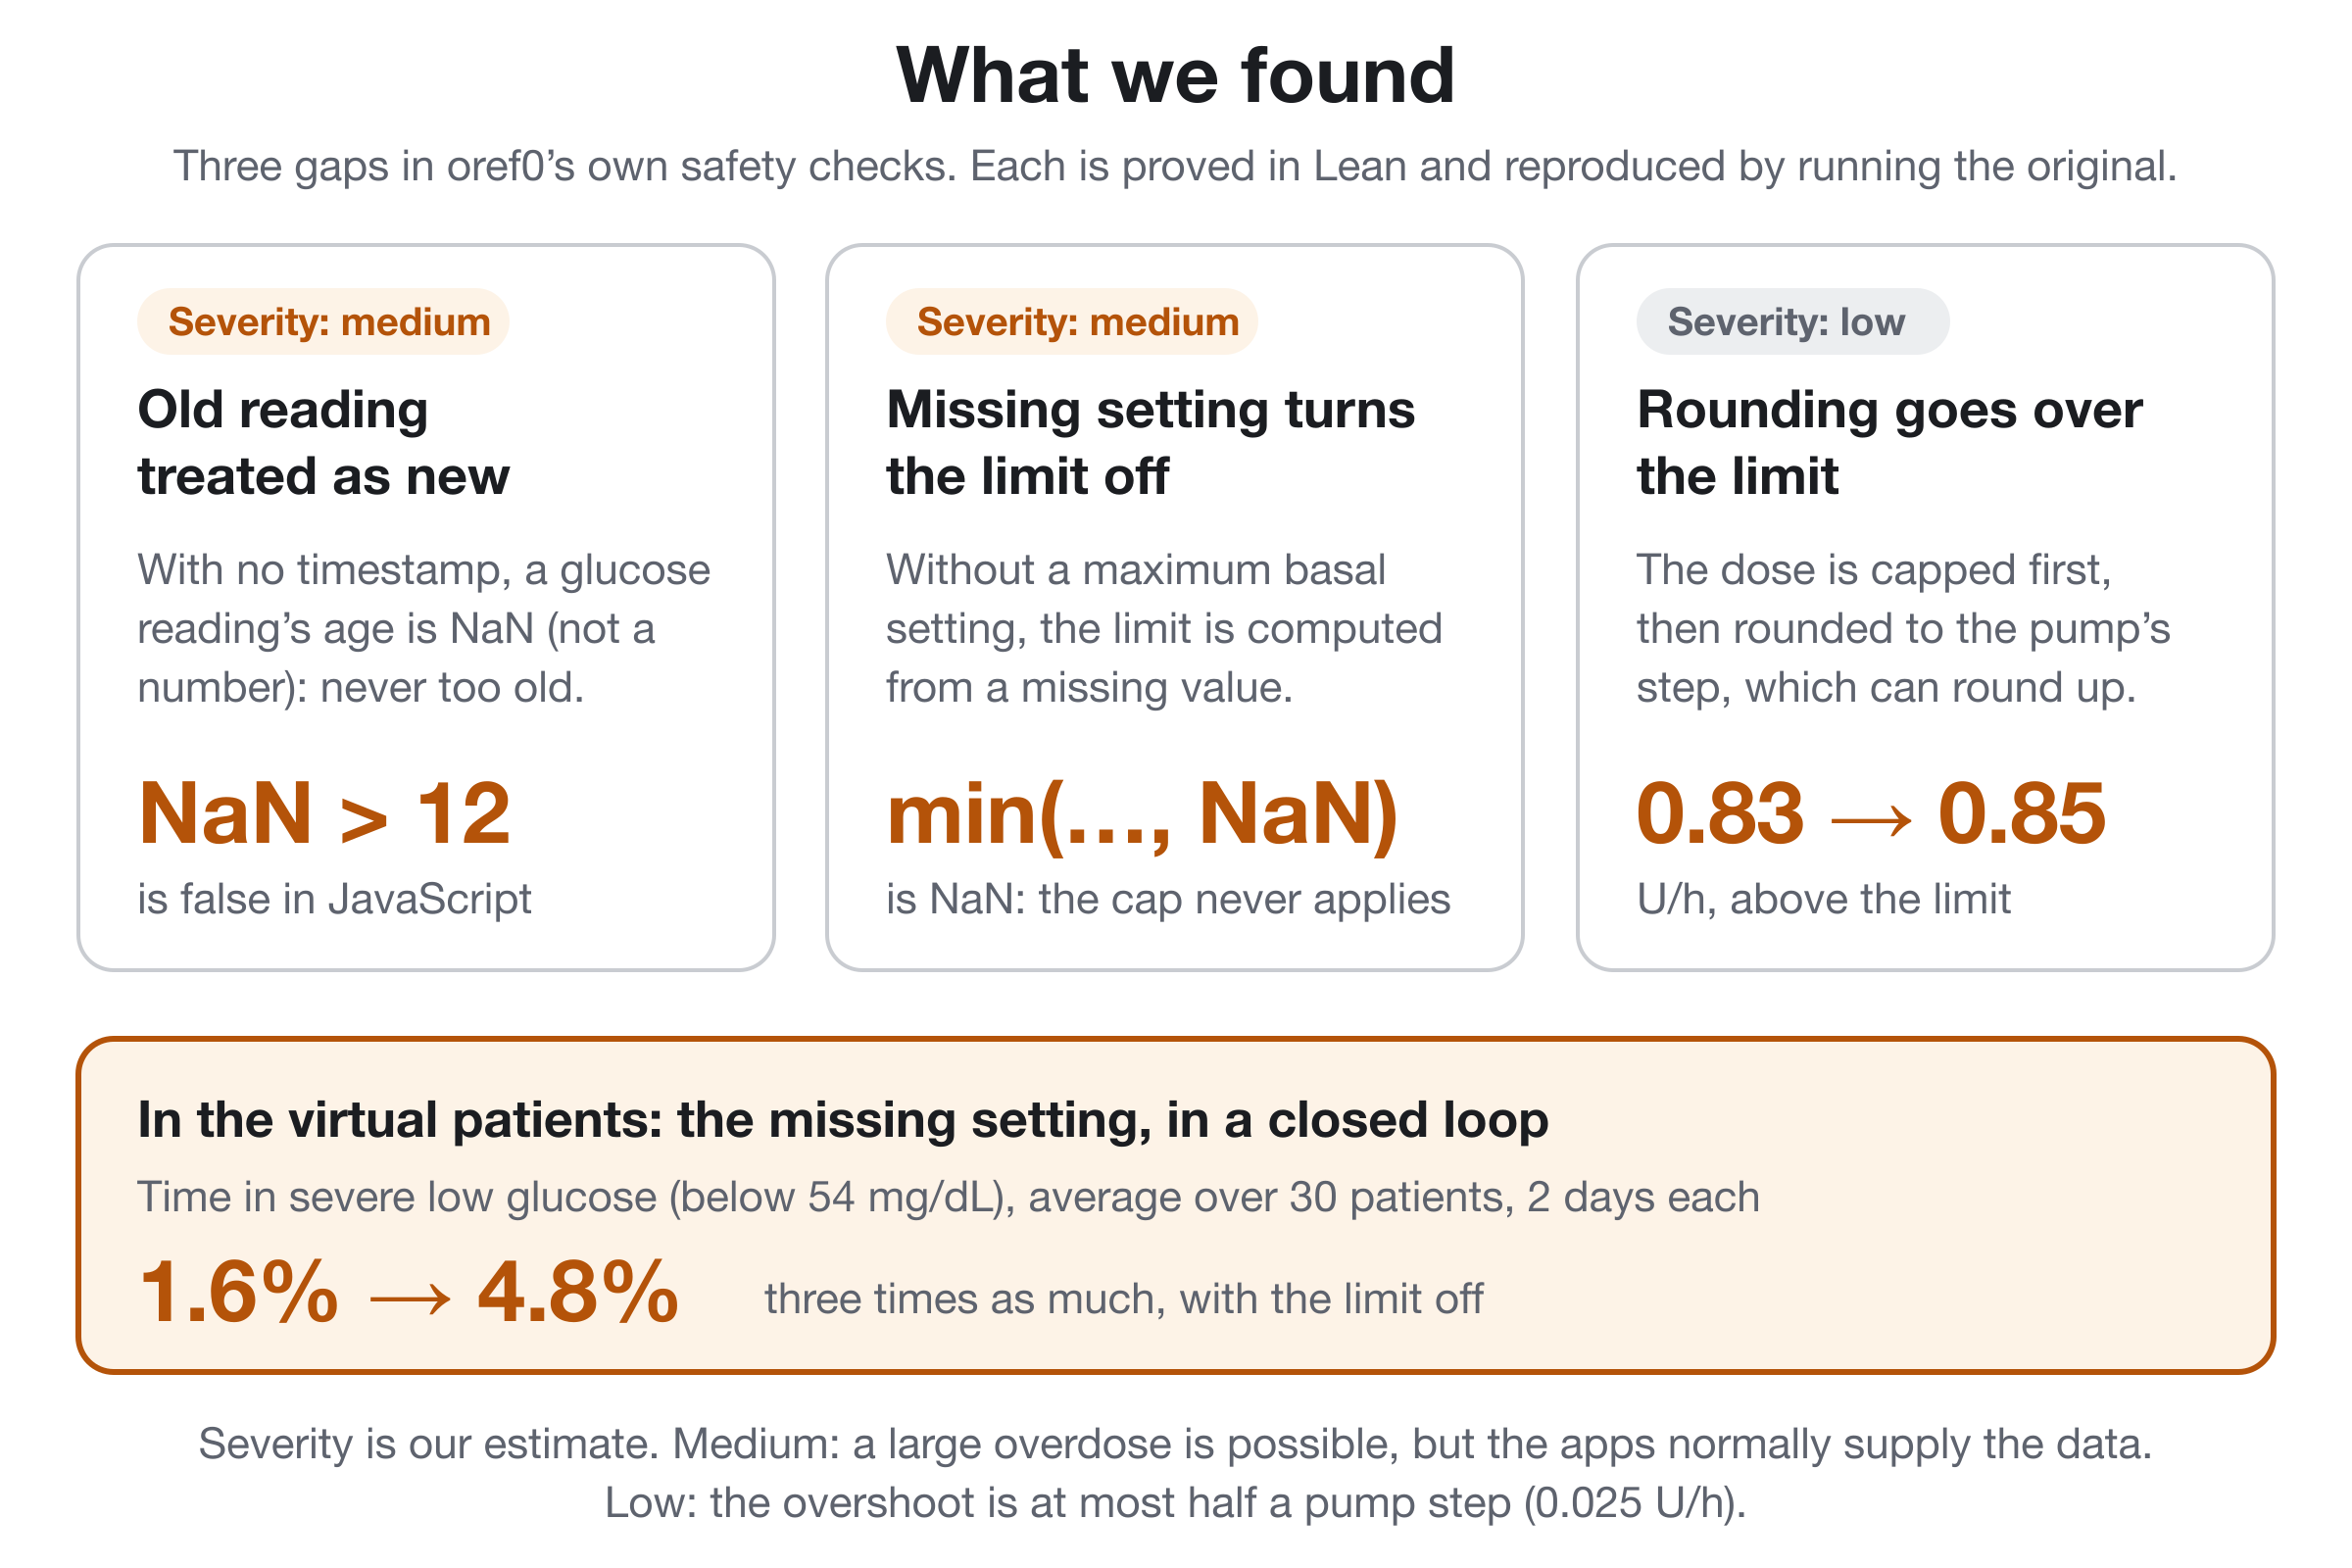 What we found
Three gaps in oref0’s own safety checks. Each is proved in Lean and reproduced by running the original.
Severity: medium
Old reading
treated as new
With no timestamp, a glucose
reading’s age is NaN (not a
number): never too old.
NaN > 12
is false in JavaScript
Severity: medium
Missing setting turns
the limit off
Without a maximum basal
setting, the limit is computed
from a missing value.
min(…, NaN)
is NaN: the cap never applies
Severity: low
Rounding goes over
the limit
The dose is capped first,
then rounded to the pump’s
step, which can round up.
0.83 → 0.85
U/h, above the limit
In the virtual patients: the missing setting, in a closed loop
Time in severe low glucose (below 54 mg/dL), average over 30 patients, 2 days each
1.6% → 4.8% three times as much, with the limit off
Severity is our estimate. Medium: a large overdose is possible, but the apps normally supply the data.
Low: the overshoot is at most half a pump step (0.025 U/h).